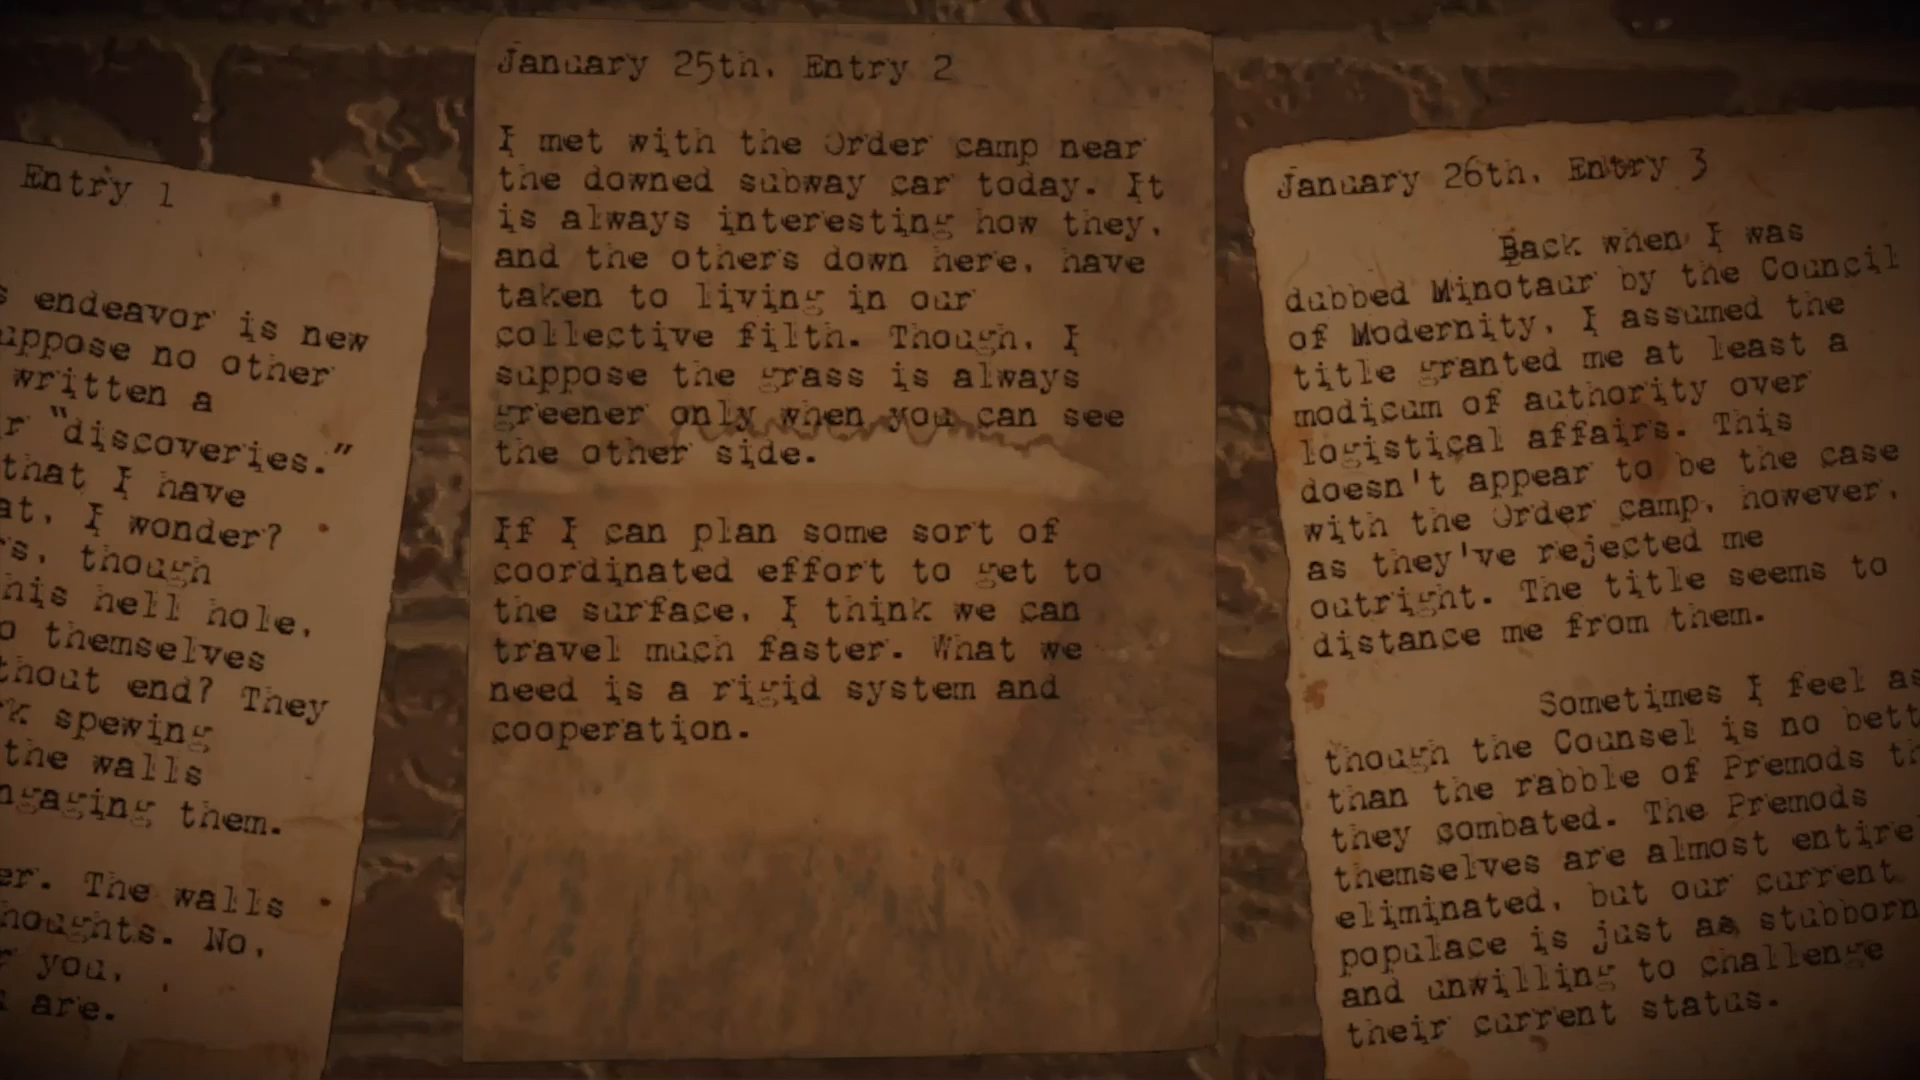 Entry 1
endeavor is new
no other
written a
"discoveries."
that I have
I wonder?
though
hell hole,
themselves
end? They
spewing
the walls
them.
The walls
No,
you,
are.
January 25th, Entry 2
I met with the Order camp near
the downed subway car today. It
is always interesting how they,
and the others down here, have
taken to living in our
collective filth. Though, I
suppose the grass is always
greener only when you can see
the other side.
If I can plan some sort of
coordinated effort to get to
the surface, I think we can
travel much faster. What we
need is a rigid system and
cooperation.
January 26th, Entry 3
Back when I was
dubbed Minotaur by the Council
of Modernity, I assumed the
title granted me at least a
modicum of authority over
logistical affairs. This
doesn't appear to be the case
with the Order camp, however,
as they've rejected me
outright. The title seems to
distance me from them.
Sometimes I feel as
though the Counsel is no bett
than the rabble of Premods th
they combated. The Premods
themselves are almost entire
eliminated, but our current
populace is just as stubborn
and unwilling to challenge
their current status.